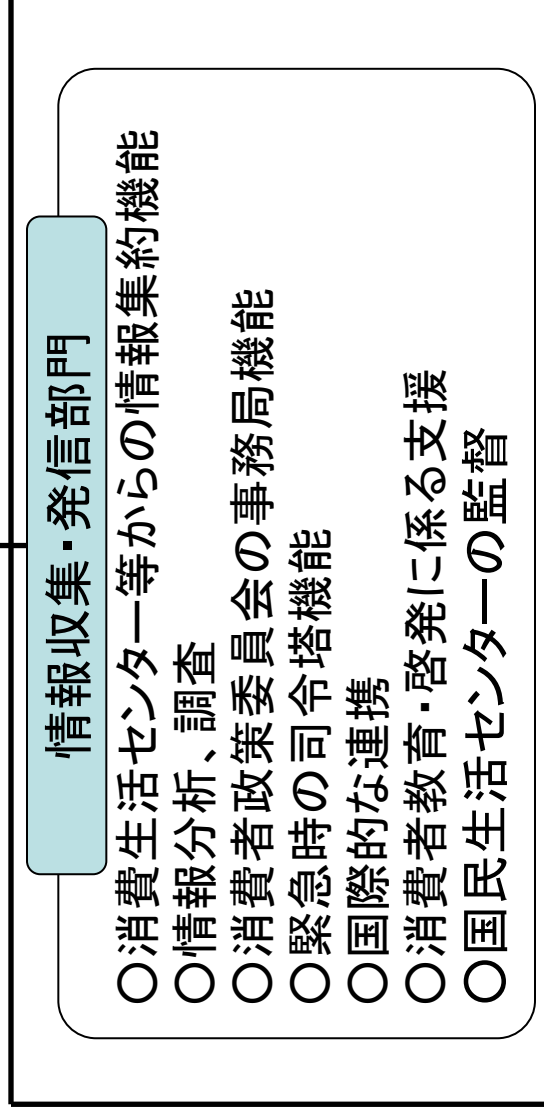 情報収集・発信部門
○消費生活センター等からの情報集約機能
○情報分析、調査
○消費者政策委員会の事務局機能
○緊急時の司令塔機能
○国際的な連携
○消費者教育・啓発に係る支援
○国民生活センターの監督